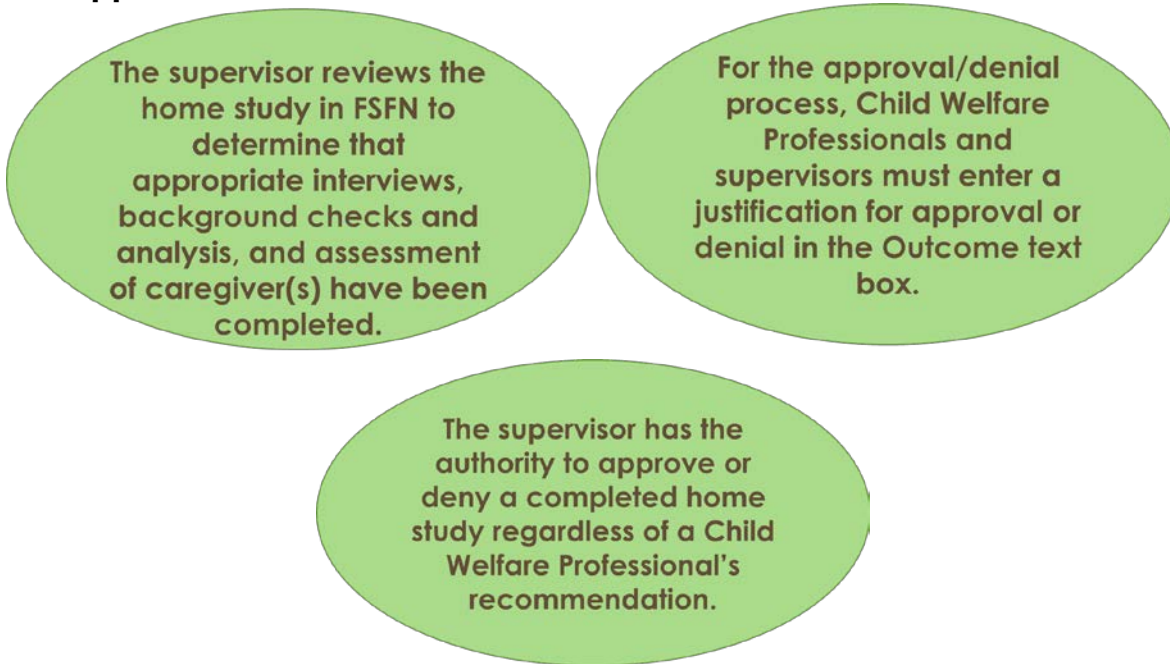 The supervisor reviews the
home study in FSFN to
determine that
appropriate interviews,
background checks and
analysis, and assessment
of caregiver(s) have been
completed.
For the approval/denial
process, Child Welfare
Professionals and
supervisors must enter a
justification for approval or
denial in the Outcome text
box.
The supervisor has the
authority to approve or
deny a completed home
study regardless of a Child
Welfare Professional’s
recommendation.